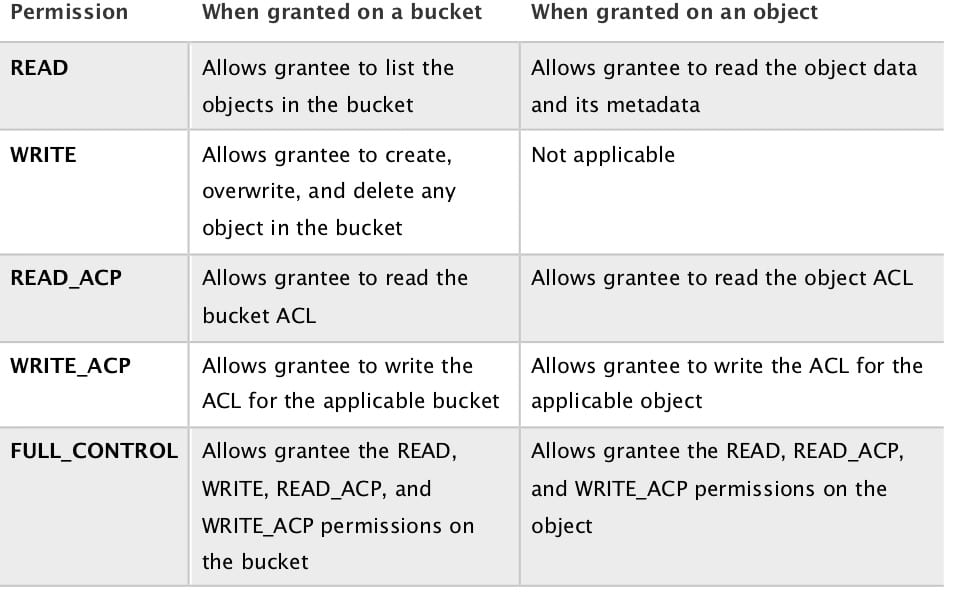 Permission When granted on a bucket When granted on an object
READ Allows grantee to list the Allows grantee to read the object data
objects in the bucket and its metadata
WRITE Allows grantee to create, Not applicable
overwrite, and delete any
object in the bucket
READ_ACP Allows grantee to read the Allows grantee to read the object ACL
bucket ACL
WRITE_ACP Allows grantee to write the Allows grantee to write the ACL for the
ACL for the applicable bucket applicable object
FULL_CONTROL Allows grantee the READ, Allows grantee the READ, READ_ACP,
WRITE, READ_ACP, and and WRITE_ACP permissions on the
WRITE_ACP permissions on object
the bucket